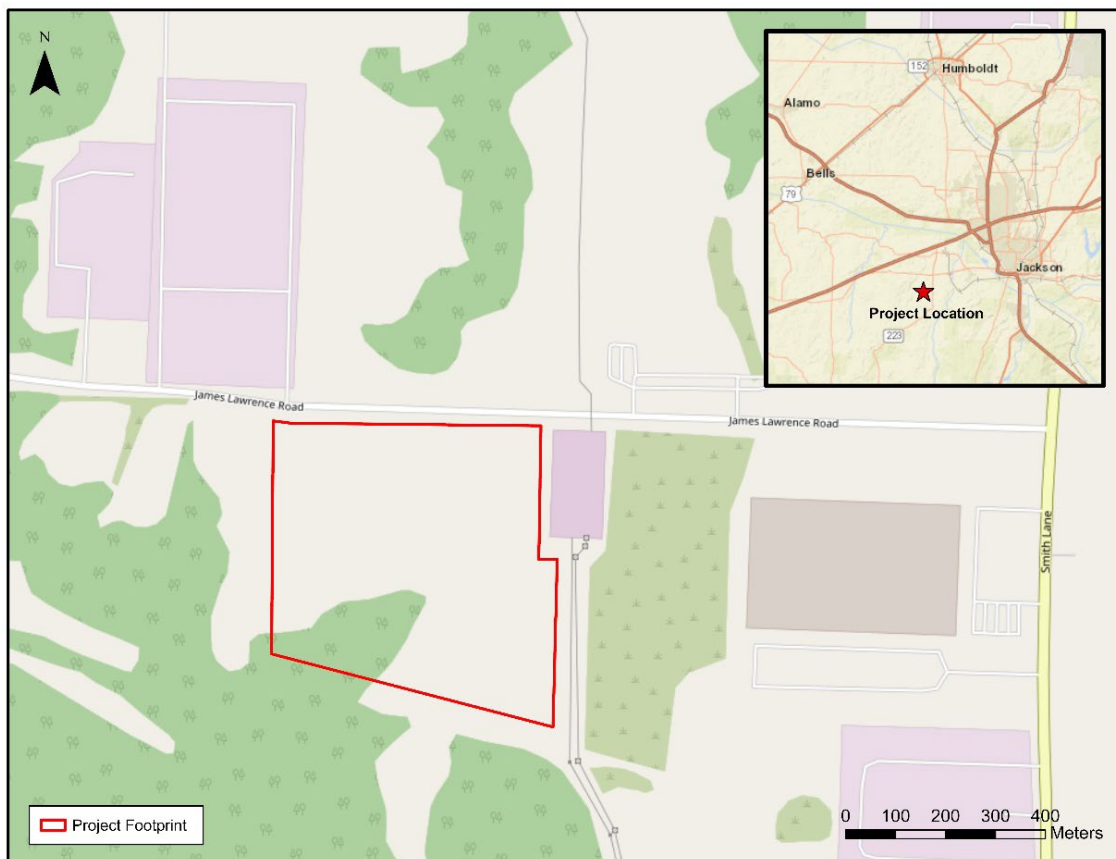 N
152
Humboldt
Alamo
Bells
79
Jackson
Project Location
223
James Lawrence Road
James Lawrence Road
Smith Lane
Project Footprint
0 100 200 300 400
Meters